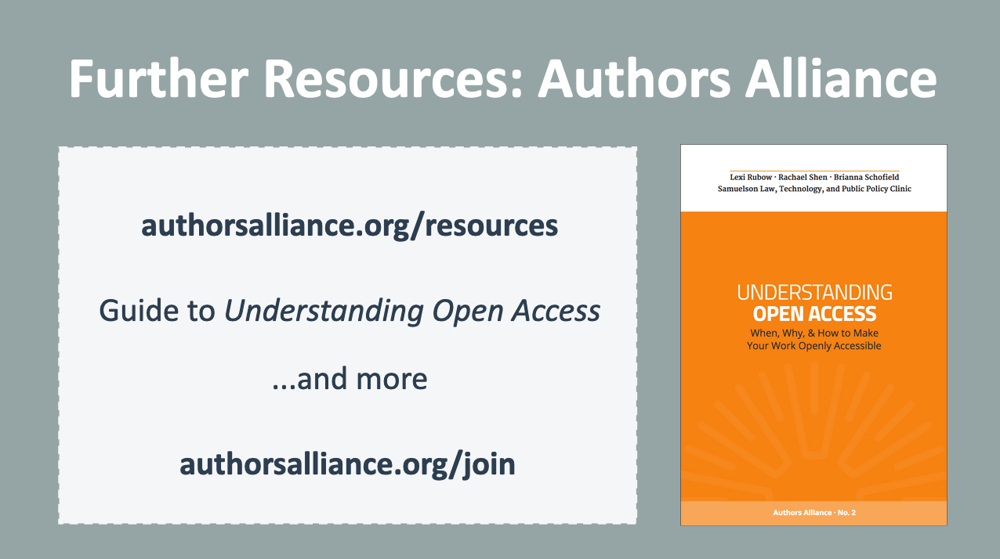 Further Resources: Authors Alliance
authorsalliance.org/resources
Guide to Understanding Open Access
...and more
authorsalliance.org/join
Lexi Rubow · Rachael Shen · Brianna Schofield
Samuelson Law, Technology, and Public Policy Clinic
UNDERSTANDING
OPEN ACCESS
When, Why, & How to Make
Your Work Openly Accessible
Authors Alliance · No. 2